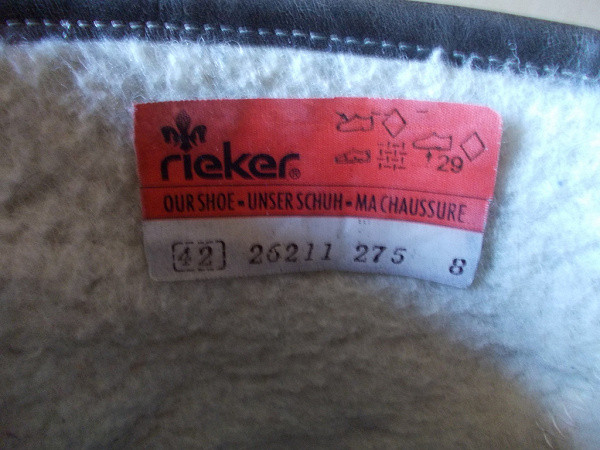 rieker®
29
OUR SHOE - UNSER SCHUH - MA CHAUSSURE
42 26211 275 8